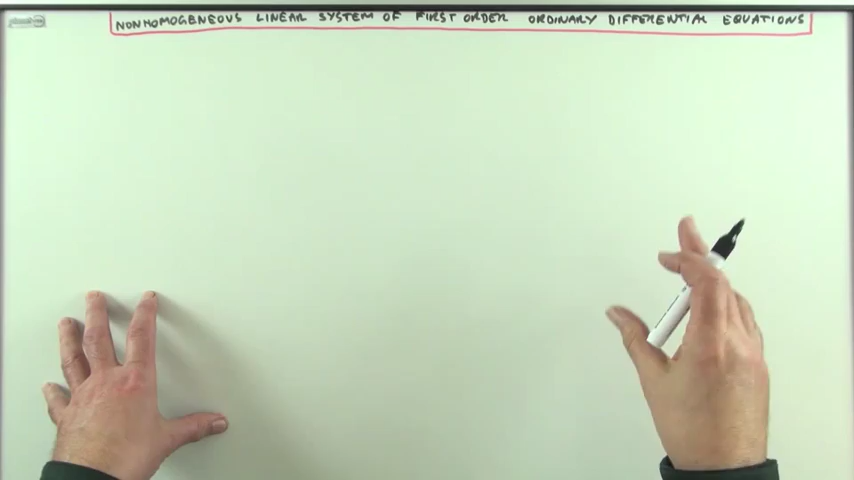 NONHOMOGENEOUS LINEAR SYSTEM OF FIRST ORDER ORDINARY DIFFERENTIAL EQUATIONS